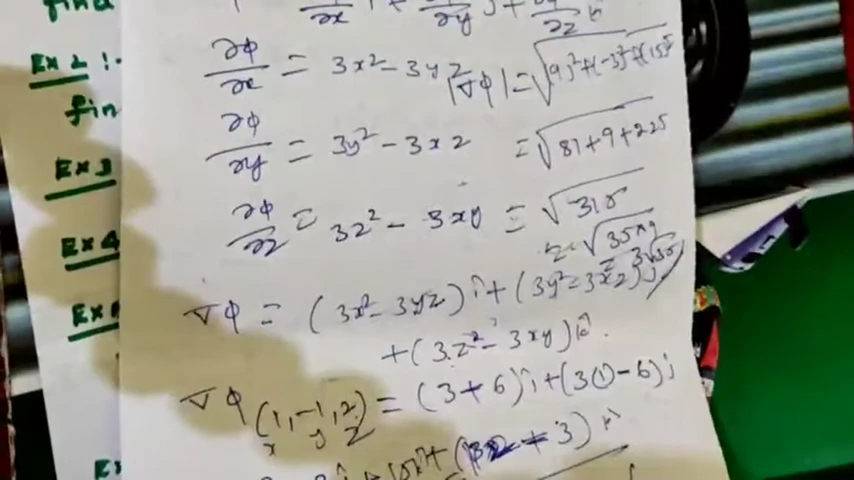 Ex 2 :-
fin
Ex 3
Ex 4
Ex
∂x ∂y ∂z
∂φ/∂x = 3x² - 3yz
|∇φ| = √(9)²+(-3)²+(15)²
∂φ/∂y = 3y² - 3xz
= √81+9+225
∂φ/∂z = 3z² - 3xy
= √315
= √35×9
= 3√35
∇φ = (3x² - 3yz)î + (3y² - 3xz)ĵ
+ (3z² - 3xy)k̂.
∇φ(1,-1,2) = (3+6)î + (3(1)-6)ĵ
x y z